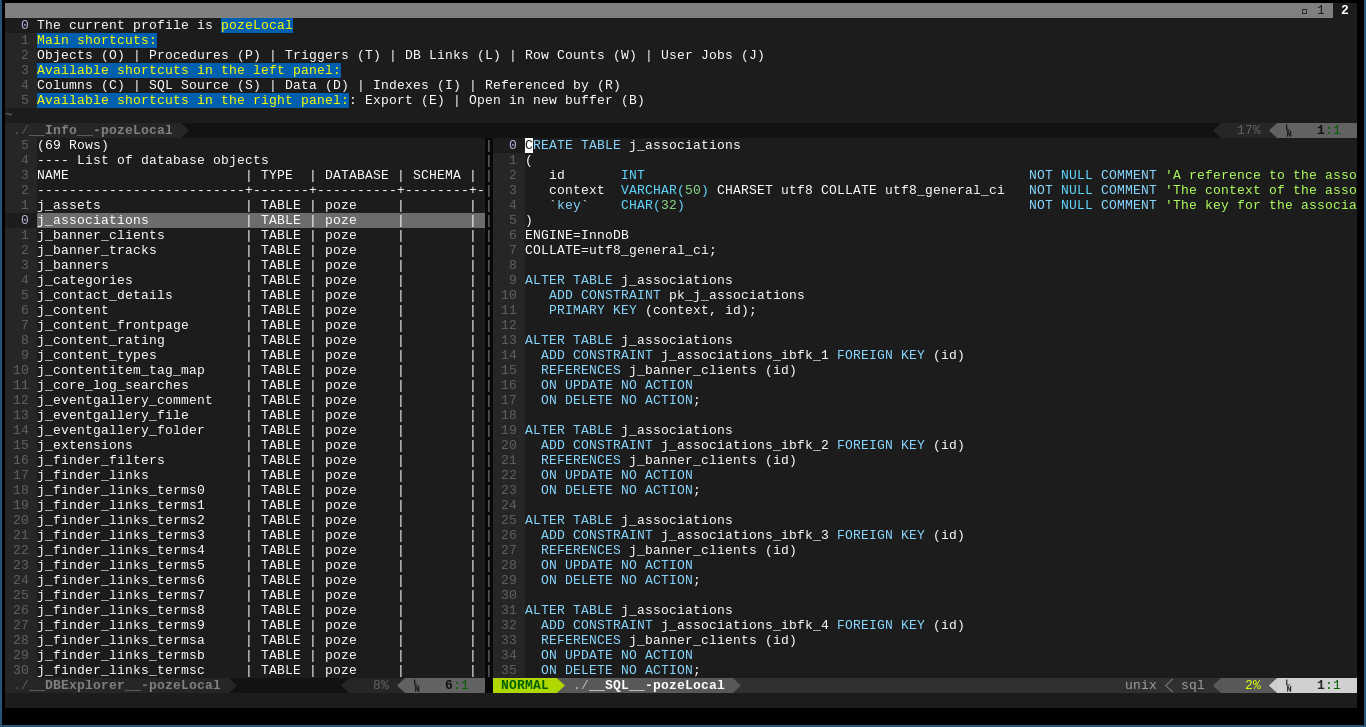 1 2
0 The current profile is pozeLocal
1 Main shortcuts:
2 Objects (O) | Procedures (P) | Triggers (T) | DB Links (L) | Row Counts (W) | User Jobs (J)
3 Available shortcuts in the left panel:
4 Columns (C) | SQL Source (S) | Data (D) | Indexes (I) | Referenced by (R)
5 Available shortcuts in the right panel:: Export (E) | Open in new buffer (B)
~
./__Info__-pozeLocal 17% 1:1
5 (69 Rows)
4 ---- List of database objects
3 NAME | TYPE | DATABASE | SCHEMA |
2 --------------------------+-------+----------+--------+-
1 j_assets | TABLE | poze | |
0 j_associations | TABLE | poze | |
1 j_banner_clients | TABLE | poze | |
2 j_banner_tracks | TABLE | poze | |
3 j_banners | TABLE | poze | |
4 j_categories | TABLE | poze | |
5 j_contact_details | TABLE | poze | |
6 j_content | TABLE | poze | |
7 j_content_frontpage | TABLE | poze | |
8 j_content_rating | TABLE | poze | |
9 j_content_types | TABLE | poze | |
10 j_contentitem_tag_map | TABLE | poze | |
11 j_core_log_searches | TABLE | poze | |
12 j_eventgallery_comment | TABLE | poze | |
13 j_eventgallery_file | TABLE | poze | |
14 j_eventgallery_folder | TABLE | poze | |
15 j_extensions | TABLE | poze | |
16 j_finder_filters | TABLE | poze | |
17 j_finder_links | TABLE | poze | |
18 j_finder_links_terms0 | TABLE | poze | |
19 j_finder_links_terms1 | TABLE | poze | |
20 j_finder_links_terms2 | TABLE | poze | |
21 j_finder_links_terms3 | TABLE | poze | |
22 j_finder_links_terms4 | TABLE | poze | |
23 j_finder_links_terms5 | TABLE | poze | |
24 j_finder_links_terms6 | TABLE | poze | |
25 j_finder_links_terms7 | TABLE | poze | |
26 j_finder_links_terms8 | TABLE | poze | |
27 j_finder_links_terms9 | TABLE | poze | |
28 j_finder_links_termsa | TABLE | poze | |
29 j_finder_links_termsb | TABLE | poze | |
30 j_finder_links_termsc | TABLE | poze | |
./__DBExplorer__-pozeLocal 8% 6:1
0 CREATE TABLE j_associations
1 (
2 id INT NOT NULL COMMENT 'A reference to the asso
3 context VARCHAR(50) CHARSET utf8 COLLATE utf8_general_ci NOT NULL COMMENT 'The context of the asso
4 `key` CHAR(32) NOT NULL COMMENT 'The key for the associa
5 )
6 ENGINE=InnoDB
7 COLLATE=utf8_general_ci;
8
9 ALTER TABLE j_associations
10 ADD CONSTRAINT pk_j_associations
11 PRIMARY KEY (context, id);
12
13 ALTER TABLE j_associations
14 ADD CONSTRAINT j_associations_ibfk_1 FOREIGN KEY (id)
15 REFERENCES j_banner_clients (id)
16 ON UPDATE NO ACTION
17 ON DELETE NO ACTION;
18
19 ALTER TABLE j_associations
20 ADD CONSTRAINT j_associations_ibfk_2 FOREIGN KEY (id)
21 REFERENCES j_banner_clients (id)
22 ON UPDATE NO ACTION
23 ON DELETE NO ACTION;
24
25 ALTER TABLE j_associations
26 ADD CONSTRAINT j_associations_ibfk_3 FOREIGN KEY (id)
27 REFERENCES j_banner_clients (id)
28 ON UPDATE NO ACTION
29 ON DELETE NO ACTION;
30
31 ALTER TABLE j_associations
32 ADD CONSTRAINT j_associations_ibfk_4 FOREIGN KEY (id)
33 REFERENCES j_banner_clients (id)
34 ON UPDATE NO ACTION
35 ON DELETE NO ACTION;
NORMAL ./__SQL__-pozeLocal unix sql 2% 1:1